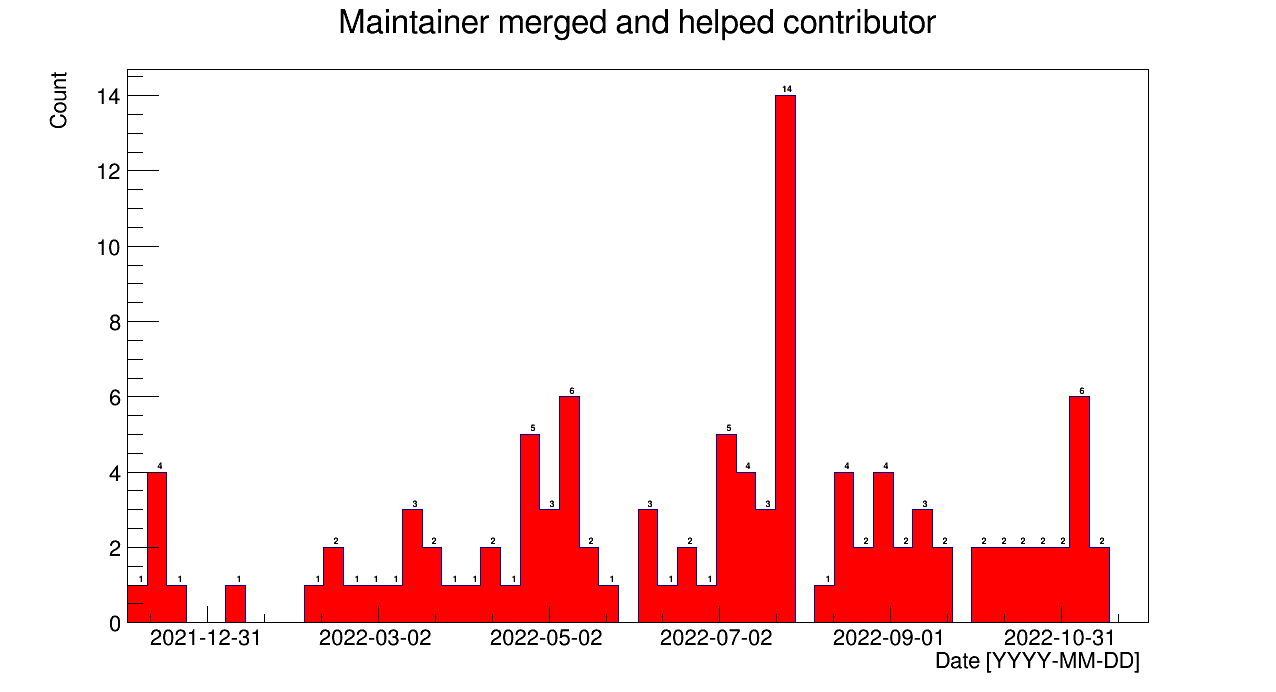 Maintainer merged and helped contributor
Count
14
12
10
8
6
4
2
0
1 4 1 1 1 2 1 1 1 3 2 1 1 2 1 5 3 6 2 1 3 1 2 1 5 4 3 14 1 4 2 4 2 3 2 2 2 2 2 2 6 2
2021-12-31 2022-03-02 2022-05-02 2022-07-02 2022-09-01 2022-10-31
Date [YYYY-MM-DD]